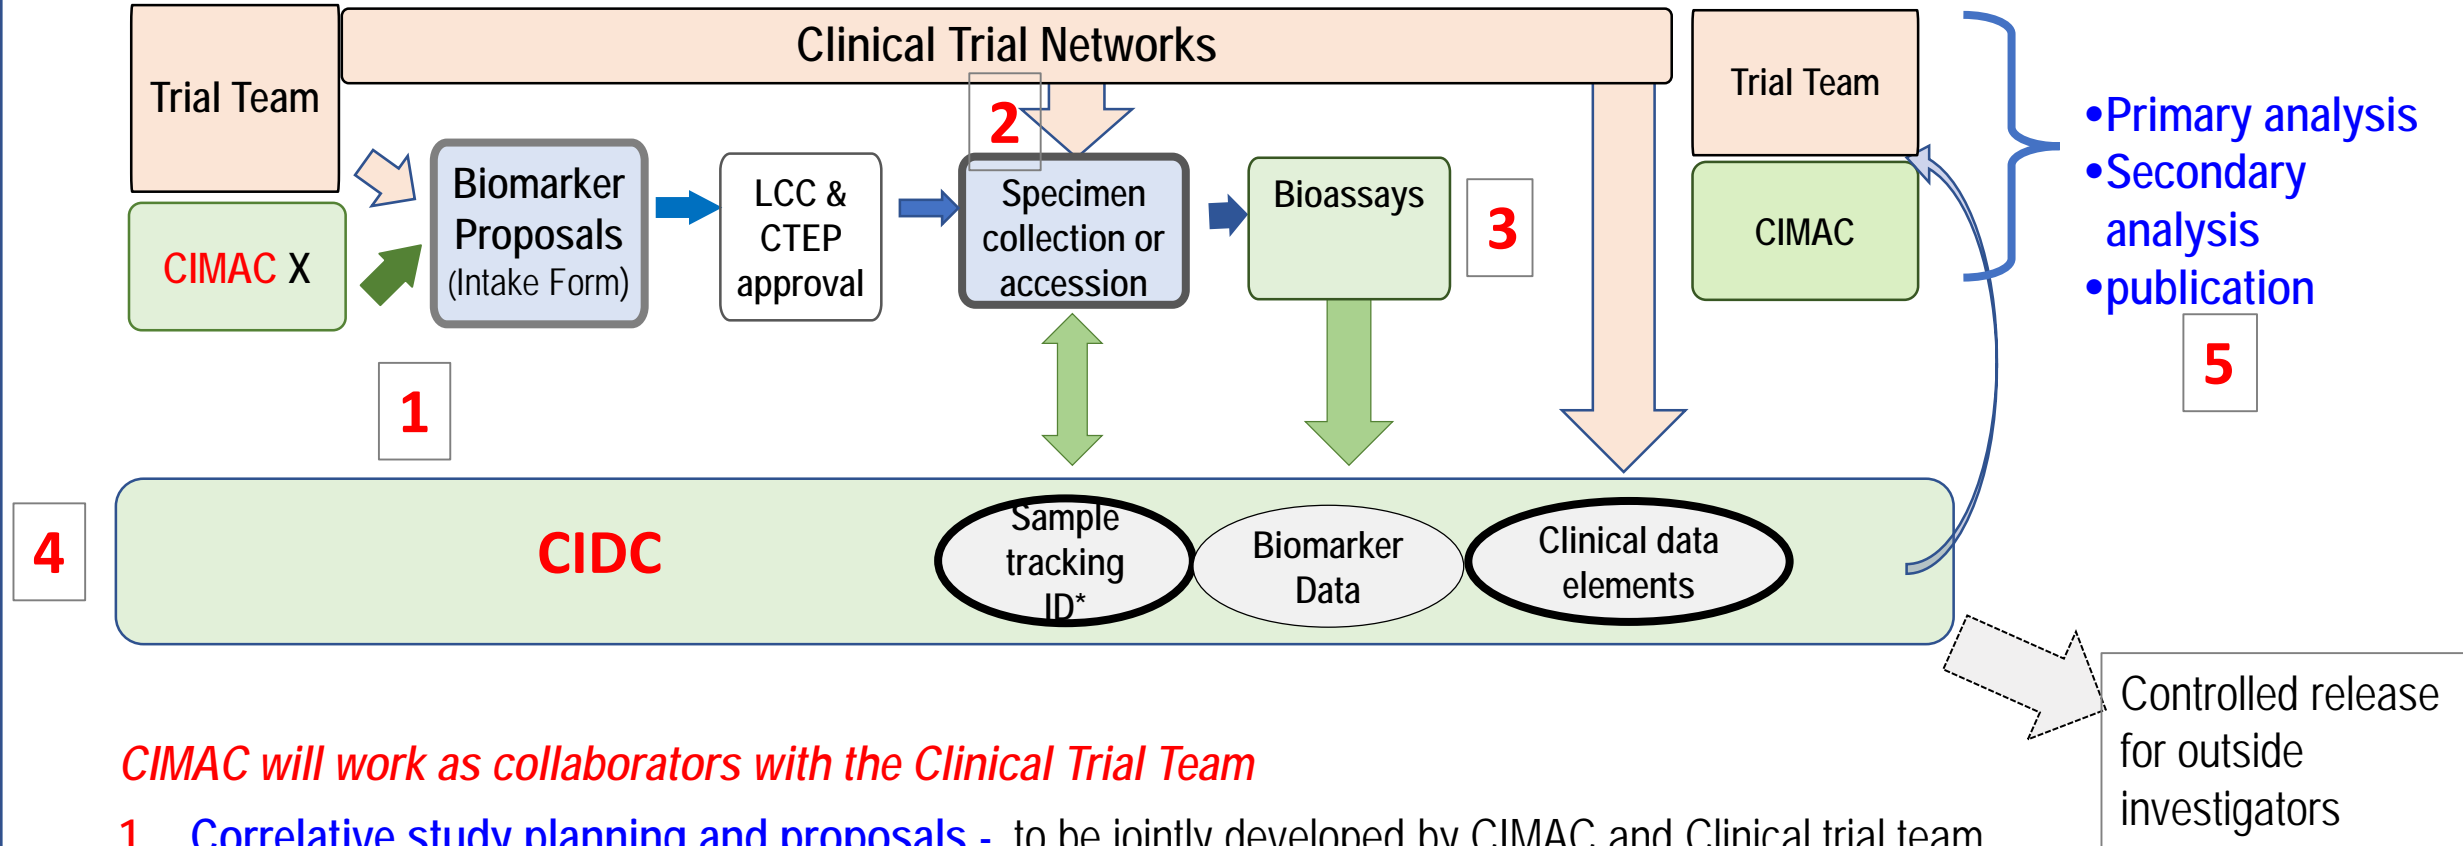 Clinical Trial Networks
Trial Team
CIMAC X
Biomarker
Proposals
(Intake Form)
1
LCC &
CTEP
approval
2
Specimen
collection or
accession
Bioassays
3
Trial Team
CIMAC
•Primary analysis
•Secondary
analysis
•publication
5
4
CIDC
Sample
tracking
ID*
Biomarker
Data
Clinical data
elements
Controlled release
for outside
investigators
CIMAC will work as collaborators with the Clinical Trial Team
1 Correlative study planning and proposals - to be jointly developed by CIMAC and Clinical trial team